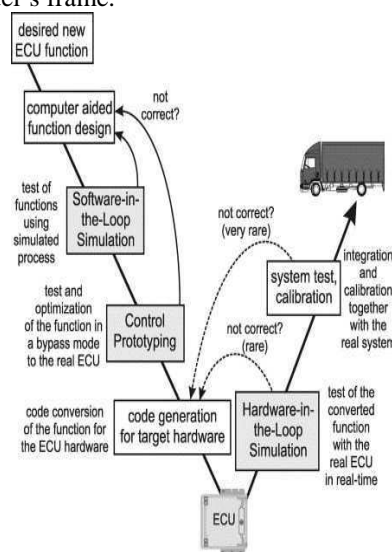 er's frame.
desired new
ECU function
computer aided
function design
not
correct?
test of
functions
using
simulated
process
Software-in-
the-Loop
Simulation
not correct?
(very rare)
system test,
calibration
integration
and
calibration
together
with the
real system
test and
optimization
of the function in
a bypass mode
to the real ECU
Control
Prototyping
not correct?
(rare)
code conversion
of the function for
the ECU hardware
code generation
for target hardware
Hardware-in-
the-Loop
Simulation
test of the
converted
function
with the
real ECU
in real-time
ECU